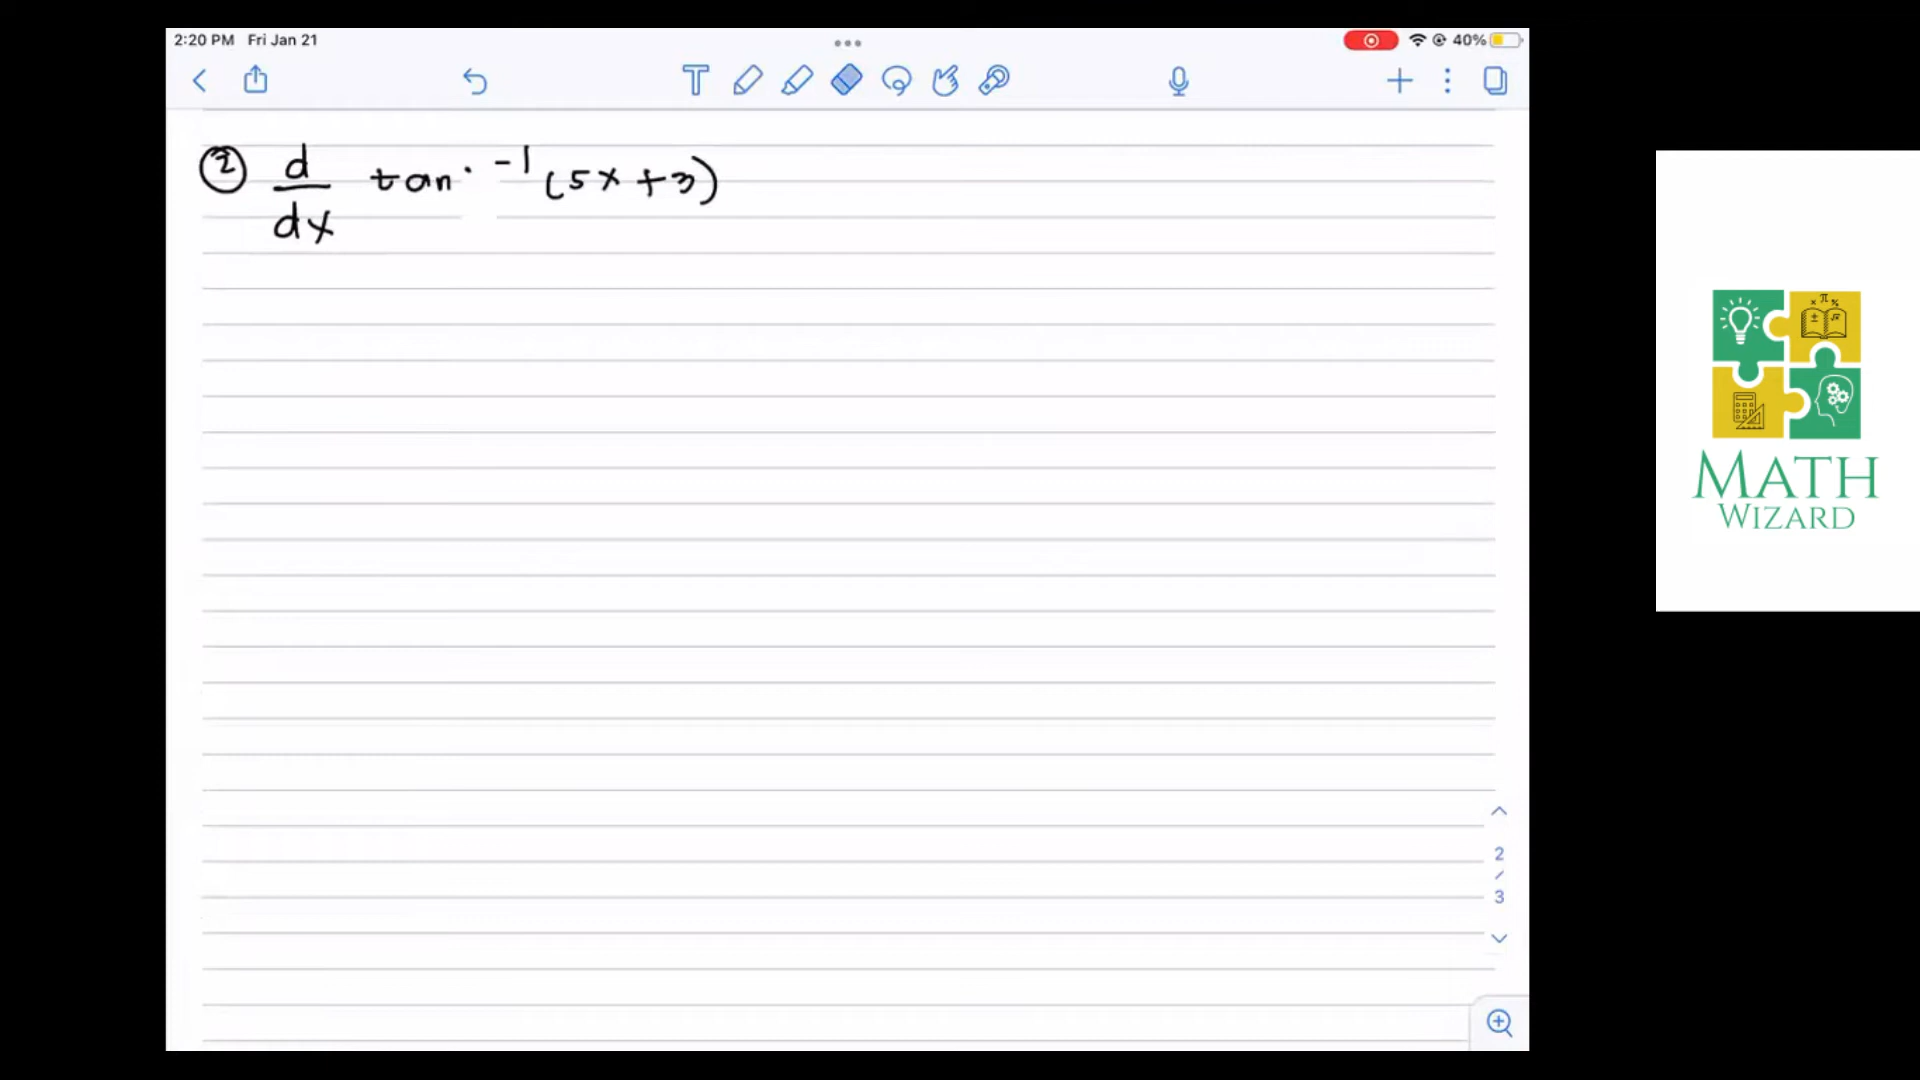 2:20 PM Fri Jan 21
40%
② d/dx tan⁻¹(5x+3)
MATH
WIZARD
2
/
3